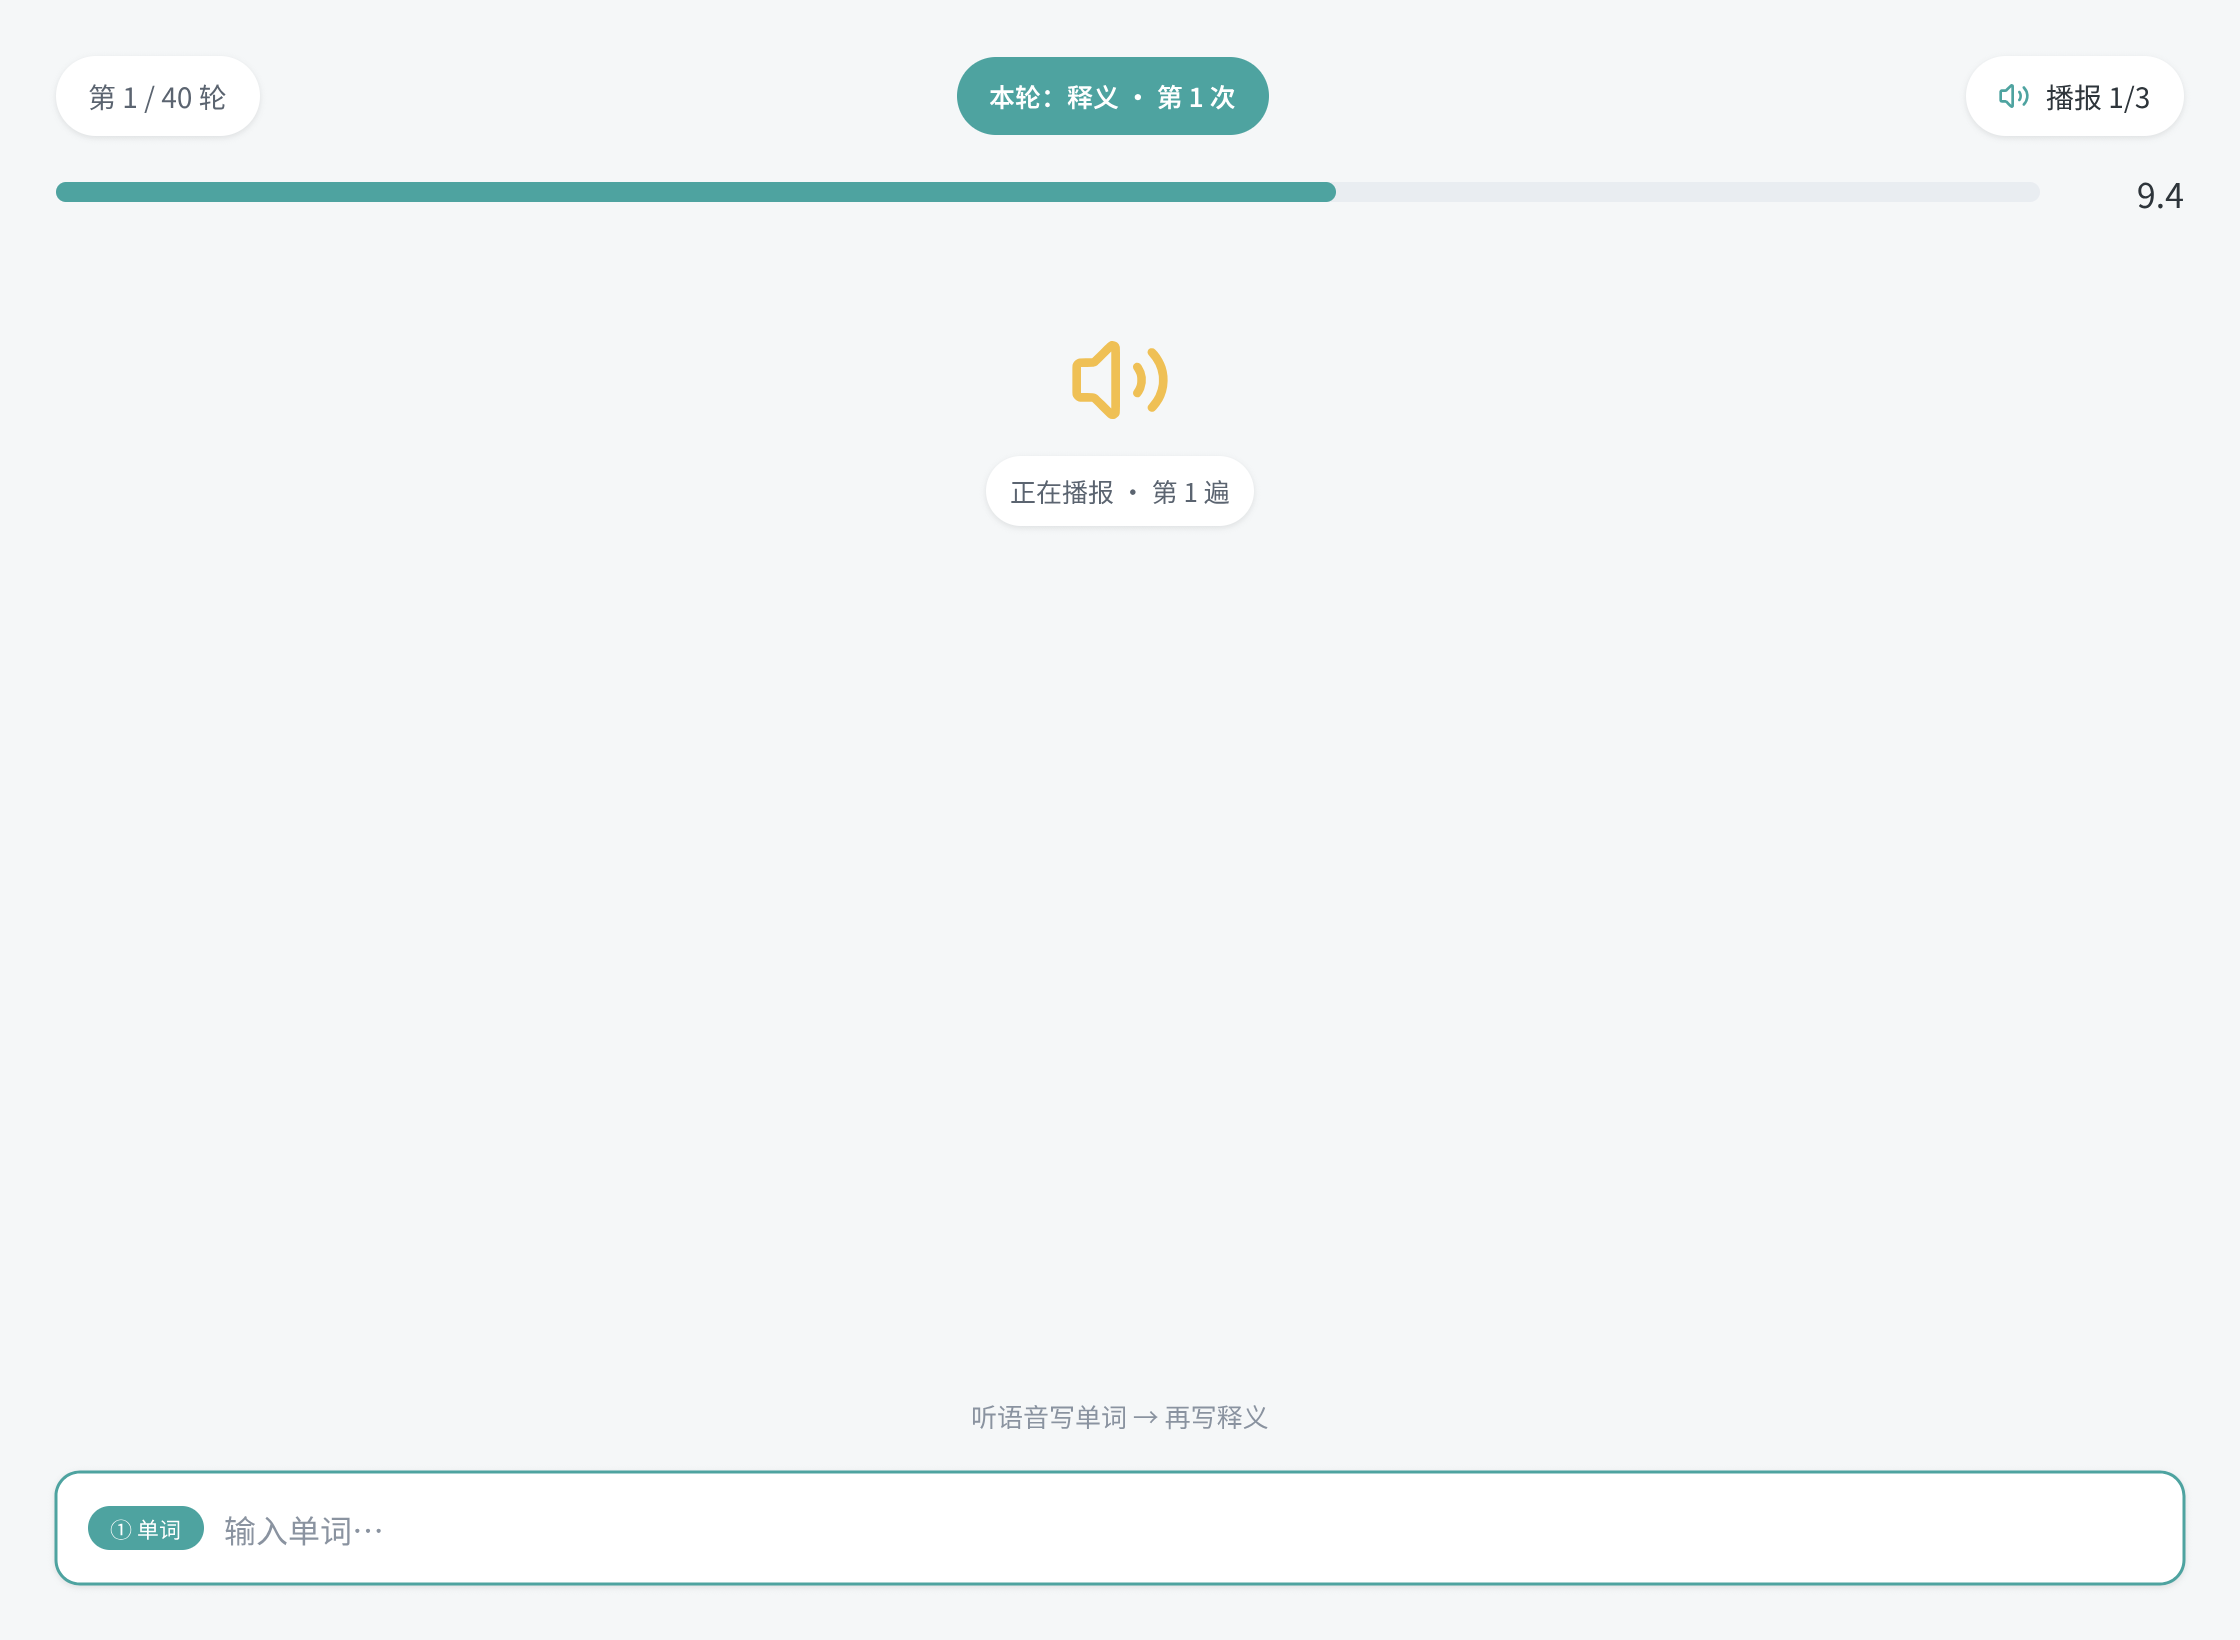 第 1 / 40 轮
本轮：释义 · 第 1 次
播报 1/3
9.4
正在播报 · 第 1 遍
听语音写单词 → 再写释义
① 单词
输入单词…